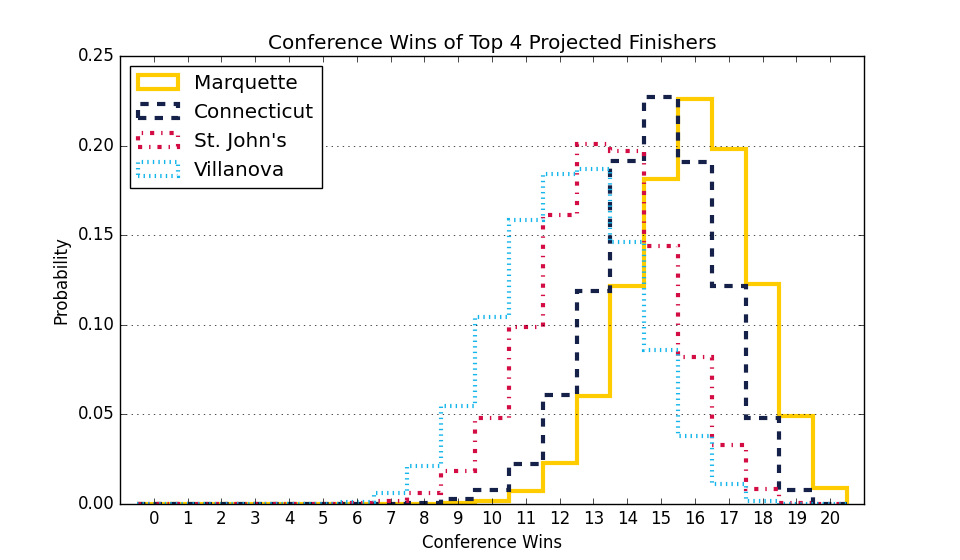 Conference Wins of Top 4 Projected Finishers
0.25
0.20
0.15
0.10
0.05
0.00
Probability
Marquette
Connecticut
St. John's
Villanova
0 1 2 3 4 5 6 7 8 9 10 11 12 13 14 15 16 17 18 19 20
Conference Wins